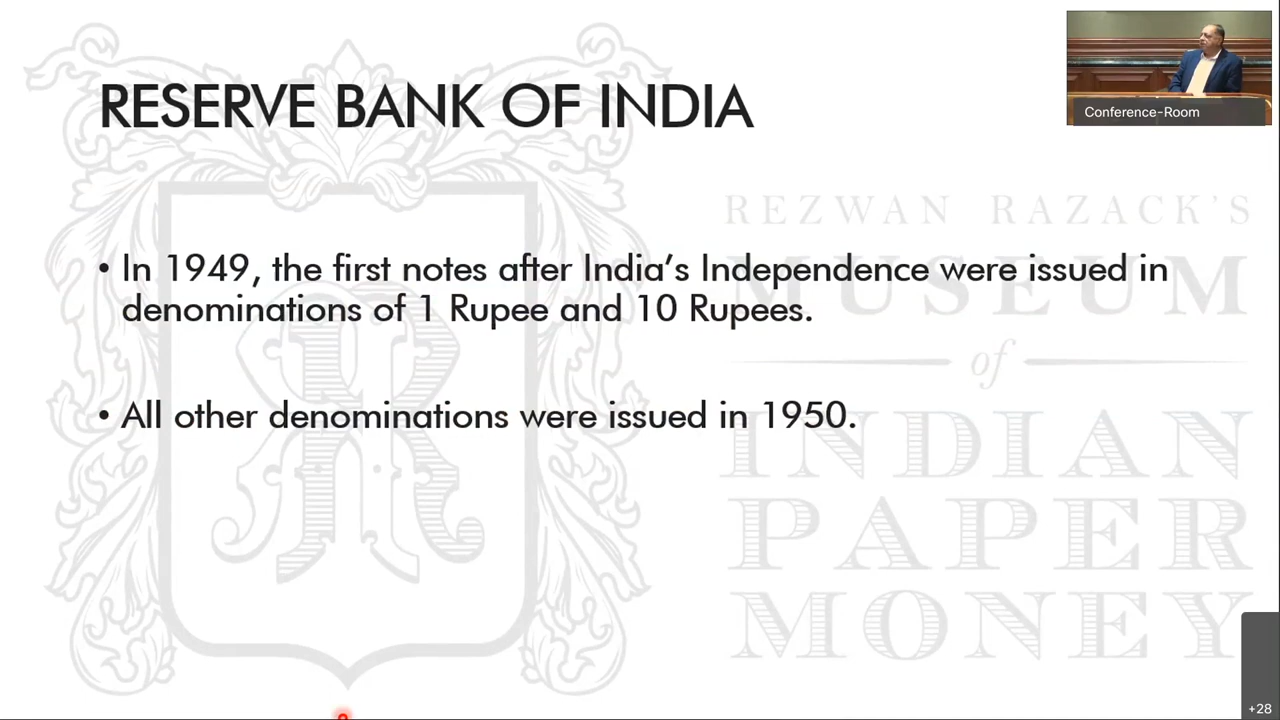 RESERVE BANK OF INDIA
Conference-Room
REZWAN RAZACK'S
MUSEUM
of
INDIAN
PAPER
MONEY
• In 1949, the first notes after India's Independence were issued in
denominations of 1 Rupee and 10 Rupees.
• All other denominations were issued in 1950.
RR
+28